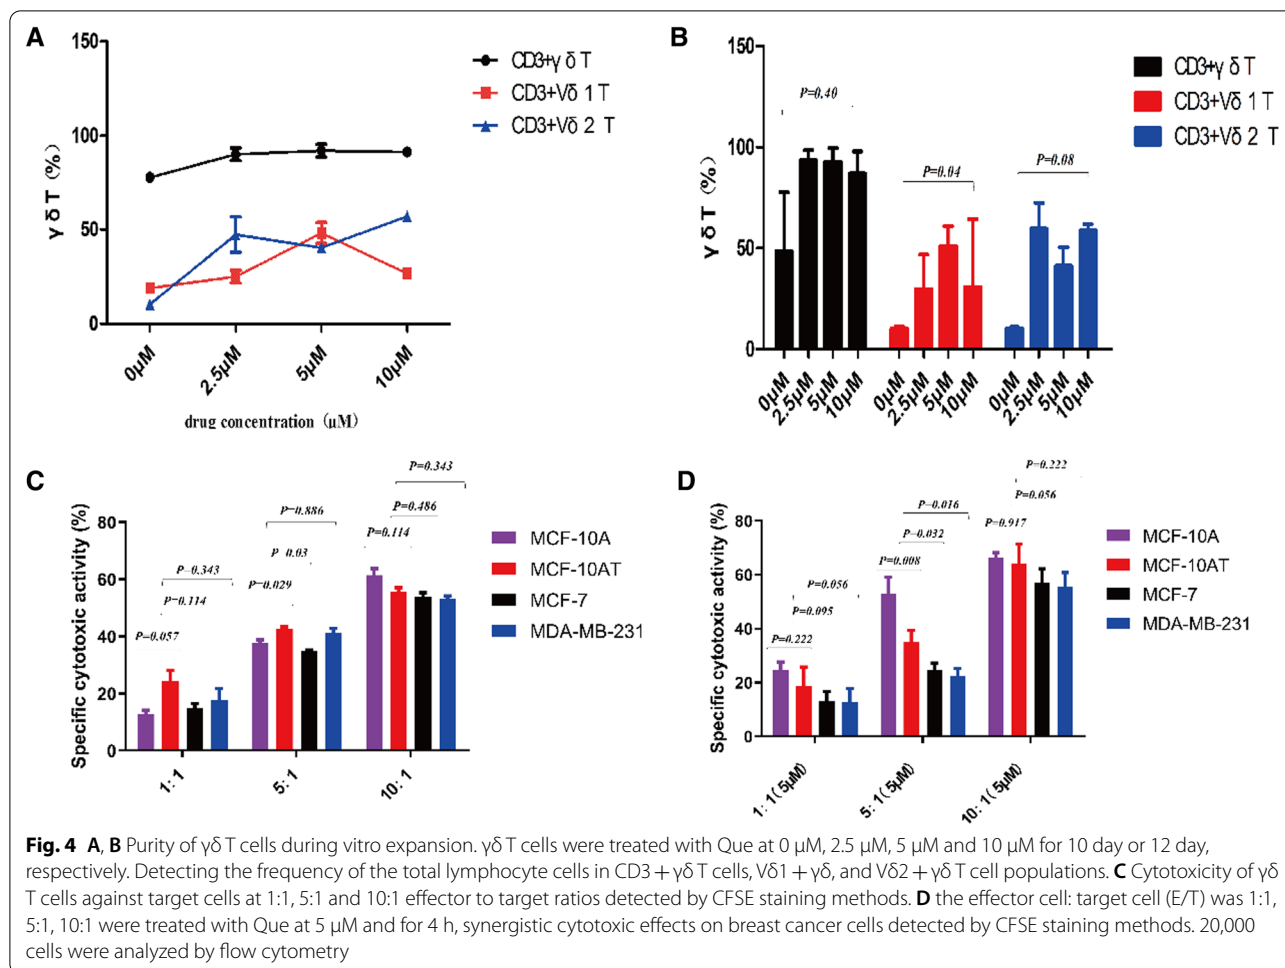 A
150
100
50
0
γ δ T (%)
CD3+γ δ T
CD3+Vδ 1 T
CD3+Vδ 2 T
0μM
2.5μM
5μM
10μM
drug concentration (μM)
B
150
100
50
0
γ δ T (%)
P=0.40
P=0.04
P=0.08
CD3+γ δ T
CD3+Vδ 1 T
CD3+Vδ 2 T
0μM
2.5μM
5μM
10μM
0μM
2.5μM
5μM
10μM
0μM
2.5μM
5μM
10μM
C
Specific cytotoxic activity (%)
80
60
40
20
0
P=0.343
P=0.886
P=0.486
P=0.114
P=0.03
P=0.343
P=0.029
P=0.114
P=0.057
MCF-10A
MCF-10AT
MCF-7
MDA-MB-231
1: 1
5: 1
10: 1
D
Specific cytotoxic activity (%)
80
60
40
20
0
P=0.222
P=0.016
P=0.056
P=0.032
P=0.917
P=0.008
P=0.056
P=0.095
P=0.222
MCF-10A
MCF-10AT
MCF-7
MDA-MB-231
1: 1( 5μM)
5: 1( 5μM)
10: 1( 5μM)
Fig. 4 A, B Purity of γδ T cells during vitro expansion. γδ T cells were treated with Que at 0 μM, 2.5 μM, 5 μM and 10 μM for 10 day or 12 day,
respectively. Detecting the frequency of the total lymphocyte cells in CD3 + γδ T cells, Vδ1 + γδ, and Vδ2 + γδ T cell populations. C Cytotoxicity of γδ
T cells against target cells at 1:1, 5:1 and 10:1 effector to target ratios detected by CFSE staining methods. D the effector cell: target cell (E/T) was 1:1,
5:1, 10:1 were treated with Que at 5 μM and for 4 h, synergistic cytotoxic effects on breast cancer cells detected by CFSE staining methods. 20,000
cells were analyzed by flow cytometry